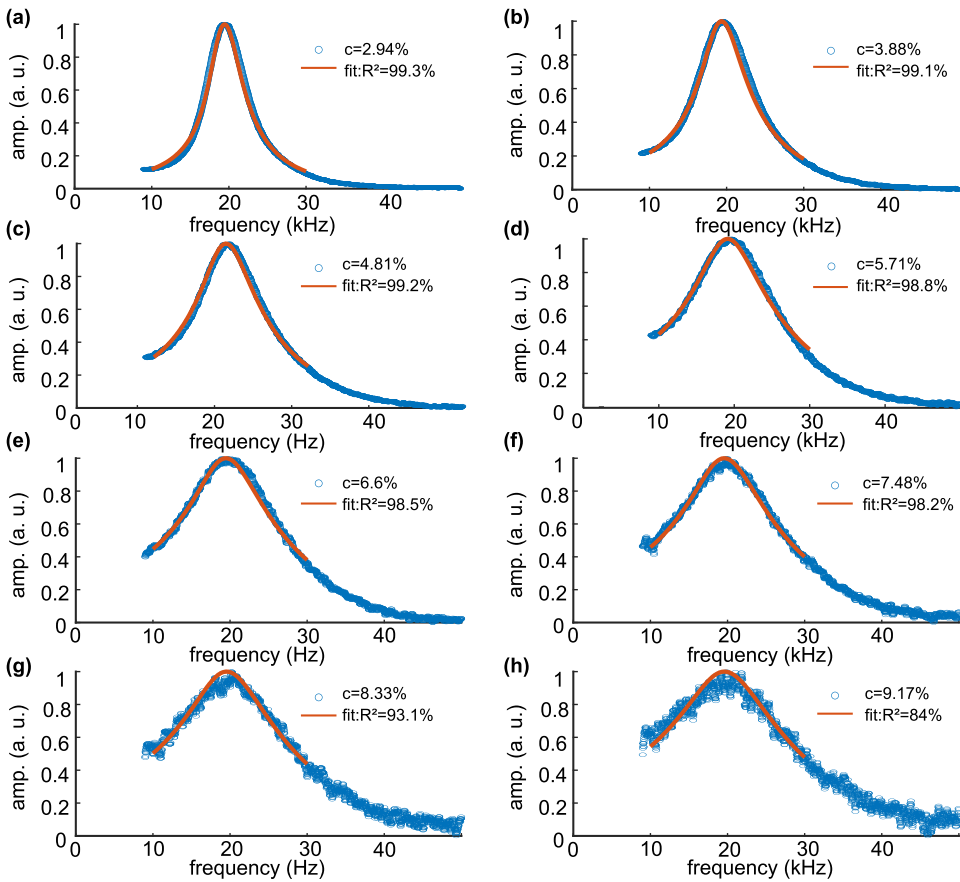 (a)
amp. (a. u.)
1
0.8
0.6
0.4
0.2
0
c=2.94%
fit:R²=99.3%
0 10 20 30 40
frequency (kHz)
(b)
amp. (a. u.)
1
0.8
0.6
0.4
0.2
0
c=3.88%
fit:R²=99.1%
0 10 20 30 40
frequency (kHz)
(c)
amp. (a. u.)
1
0.8
0.6
0.4
0.2
0
c=4.81%
fit:R²=99.2%
0 10 20 30 40
frequency (Hz)
(d)
amp. (a. u.)
1
0.8
0.6
0.4
0.2
0
c=5.71%
fit:R²=98.8%
0 10 20 30 40
frequency (kHz)
(e)
amp. (a. u.)
1
0.8
0.6
0.4
0.2
0
c=6.6%
fit:R²=98.5%
0 10 20 30 40
frequency (Hz)
(f)
amp. (a. u.)
1
0.8
0.6
0.4
0.2
0
c=7.48%
fit:R²=98.2%
0 10 20 30 40
frequency (kHz)
(g)
amp. (a. u.)
1
0.8
0.6
0.4
0.2
0
c=8.33%
fit:R²=93.1%
0 10 20 30 40
frequency (kHz)
(h)
amp. (a. u.)
1
0.8
0.6
0.4
0.2
0
c=9.17%
fit:R²=84%
0 10 20 30 40
frequency (kHz)